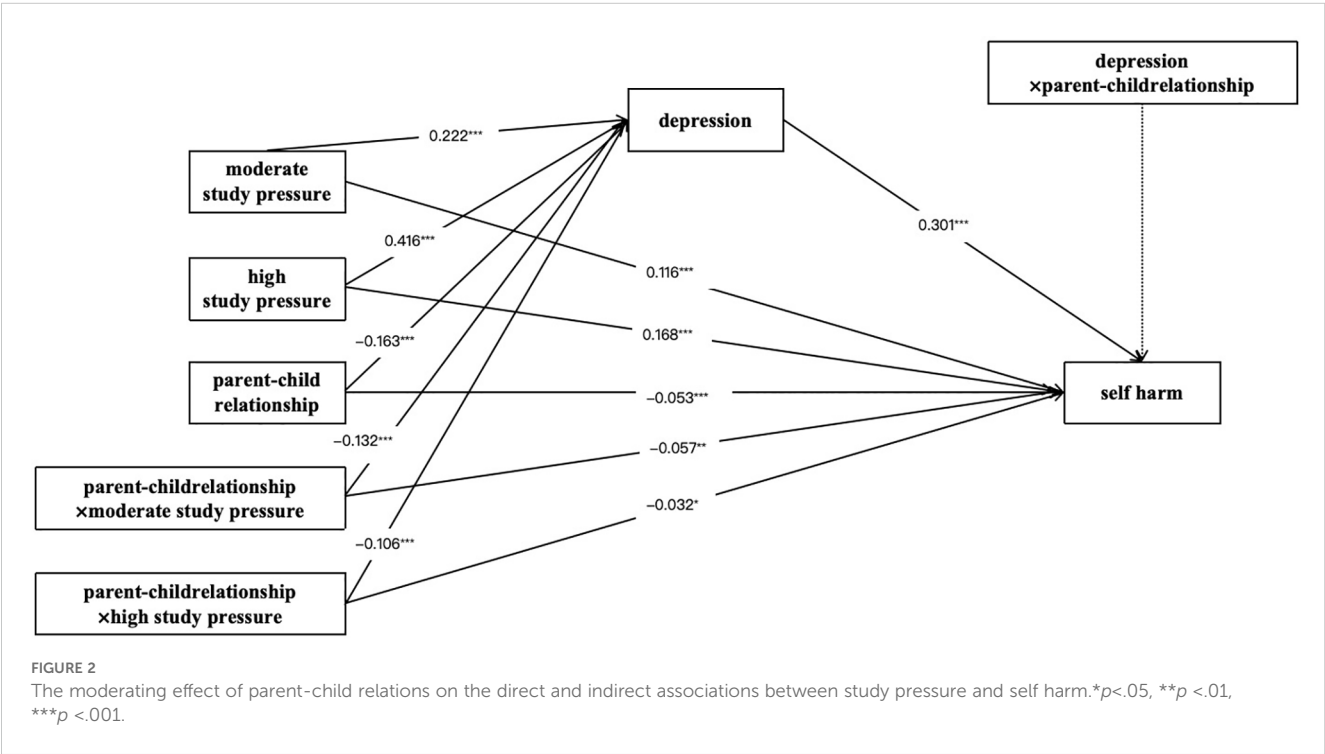 depression
×parent-childrelationship
depression
0.222***
moderate
study pressure
0.301***
0.416***
high
study pressure
0.116***
0.168***
−0.163***
parent-child
relationship
−0.053***
self harm
−0.132***
−0.057**
parent-childrelationship
×moderate study pressure
−0.032*
−0.106***
parent-childrelationship
×high study pressure
FIGURE 2
The moderating effect of parent-child relations on the direct and indirect associations between study pressure and self harm.*p<.05, **p <.01,
***p <.001.